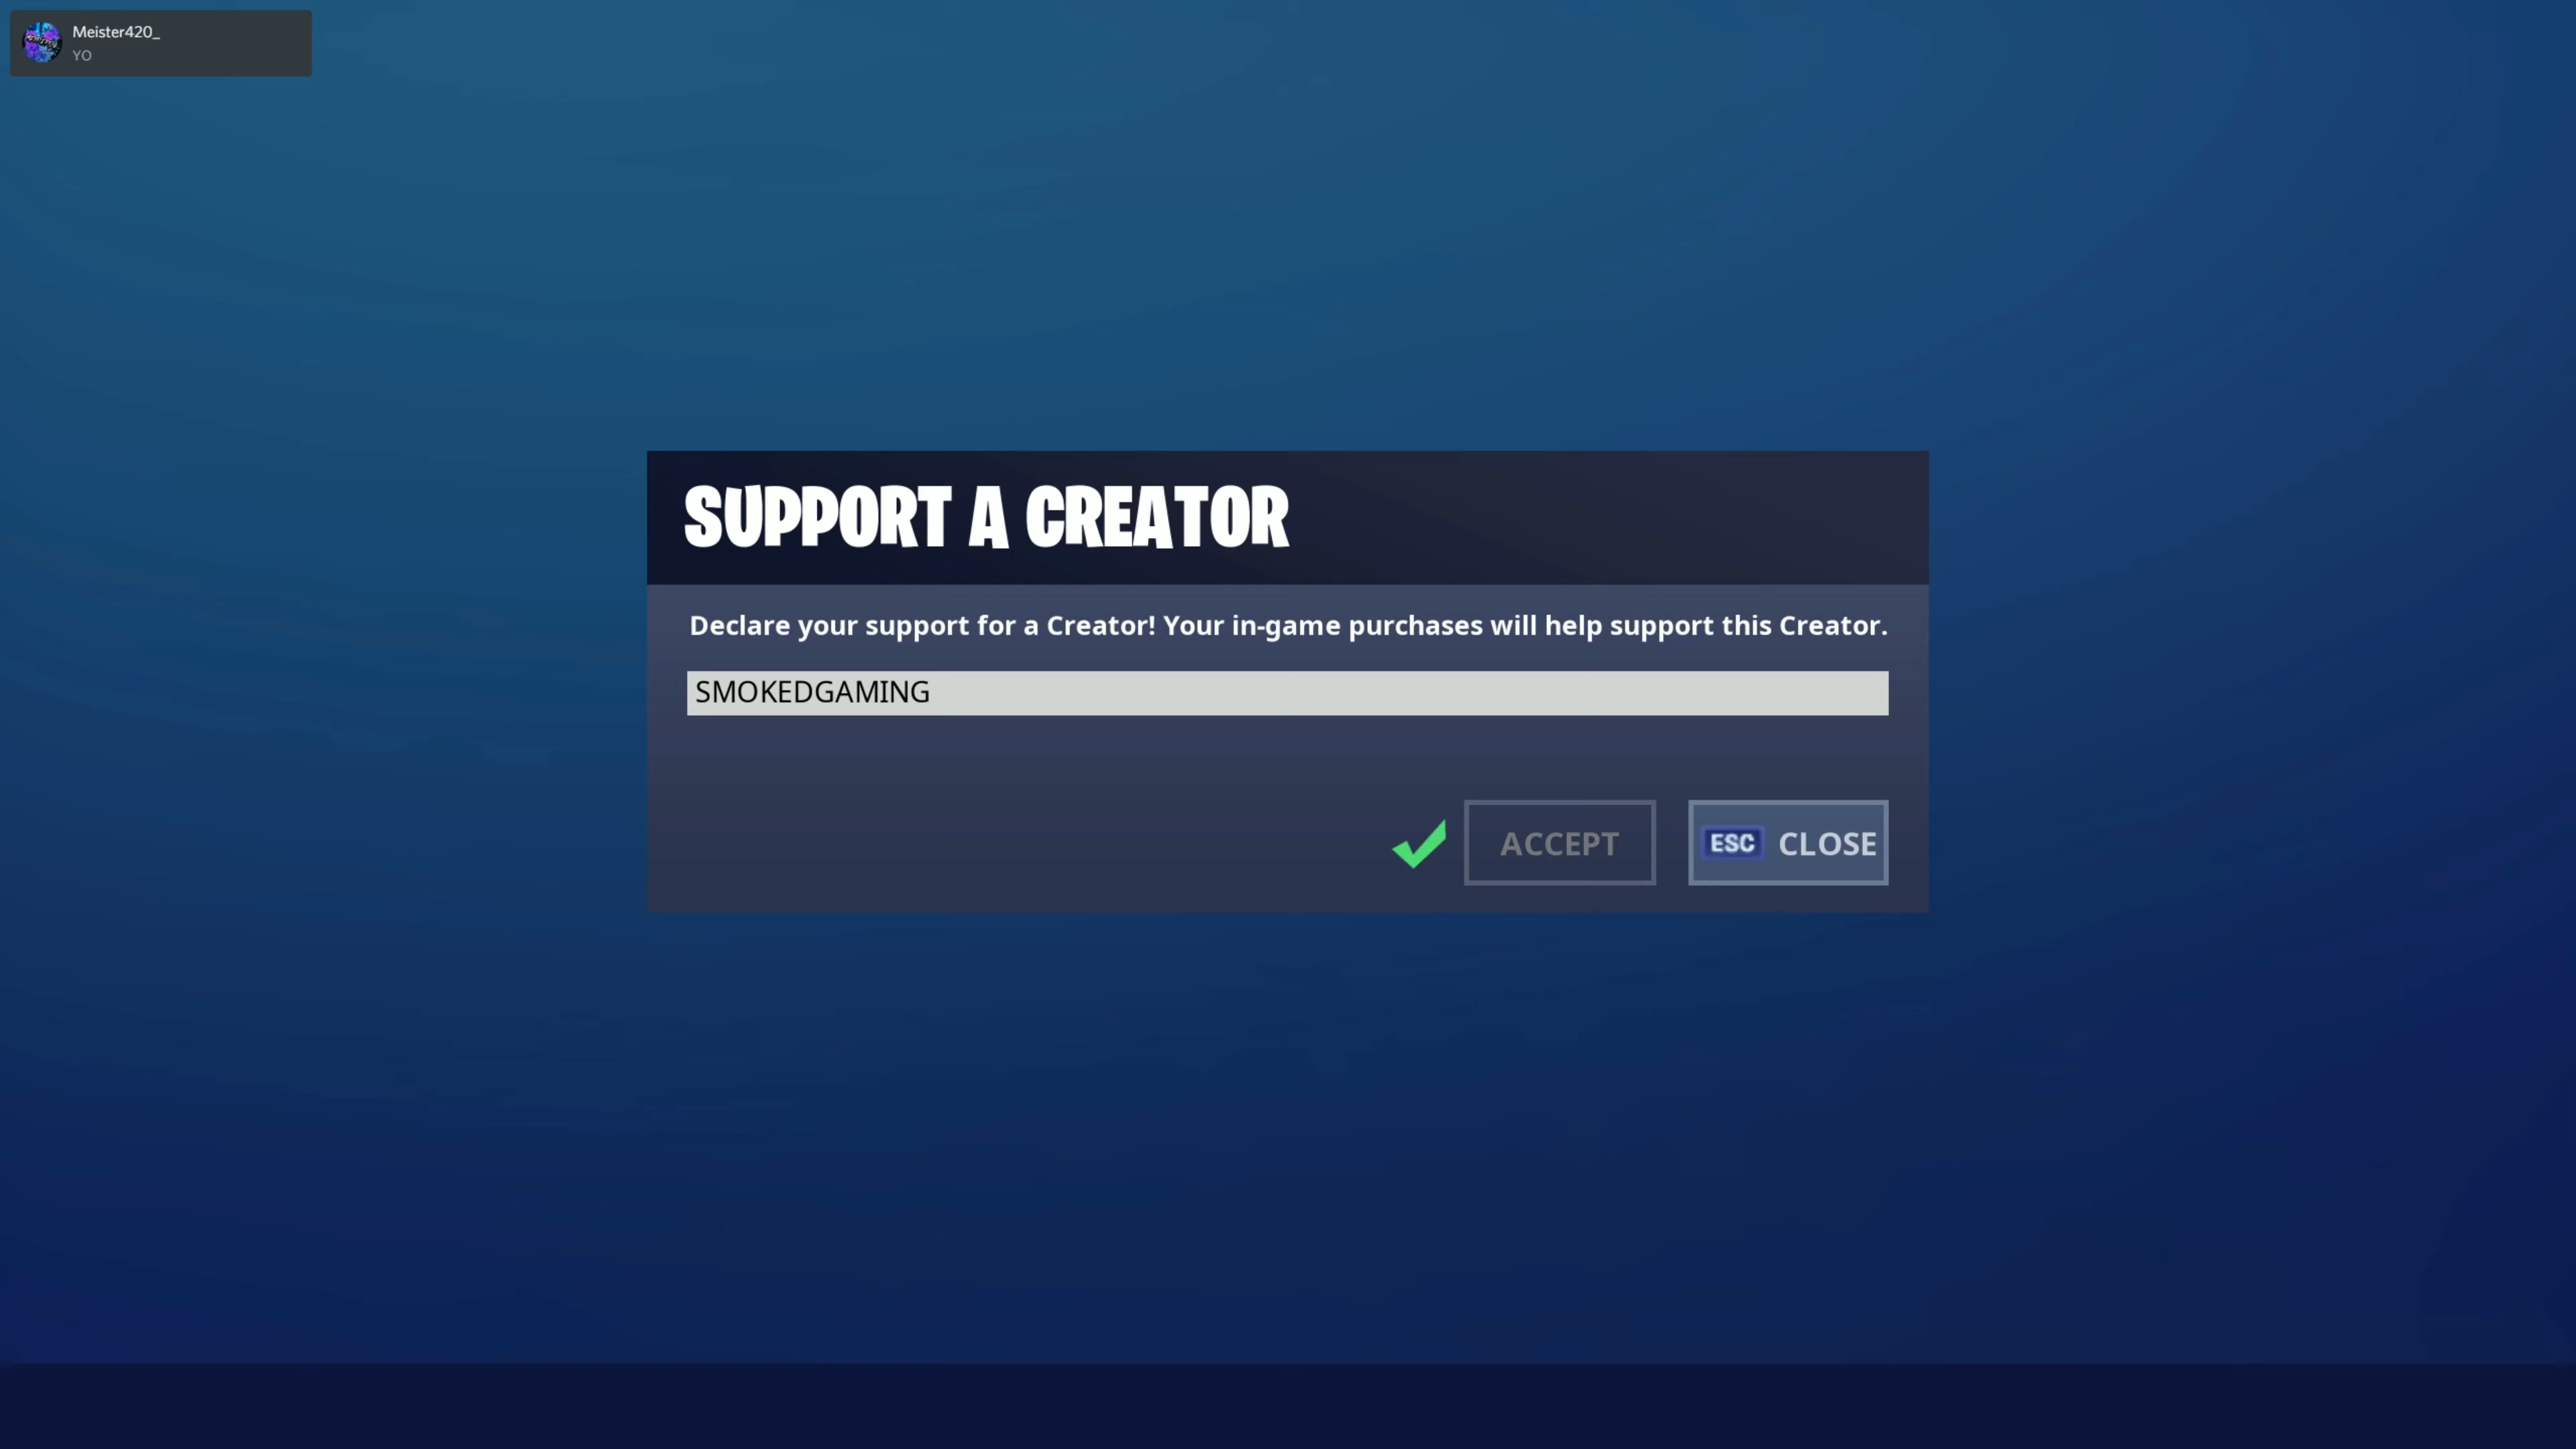 Meister420_
YO
SUPPORT A CREATOR
Declare your support for a Creator! Your in-game purchases will help support this Creator.
SMOKEDGAMING
ACCEPT
ESC CLOSE